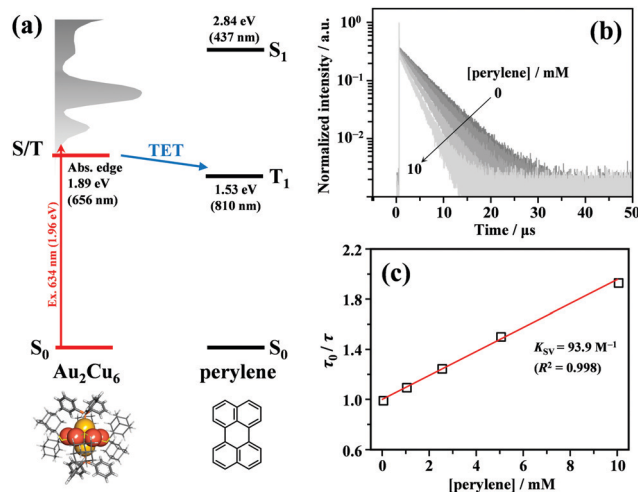 (a)
2.84 eV
(437 nm)
S₁
S/T
TET
Abs. edge
1.89 eV
(656 nm)
T₁
1.53 eV
(810 nm)
Ex. 634 nm (1.96 eV)
S₀
S₀
Au₂Cu₆
perylene
(b)
Normalized intensity / a.u.
10⁰
10⁻¹
10⁻²
[perylene] / mM
0
10
0
10
20
30
40
50
Time / μs
(c)
τ₀ / τ
2.2
1.8
1.4
1.0
0.6
K_SV = 93.9 M⁻¹
(R² = 0.998)
0
2
4
6
8
10
[perylene] / mM